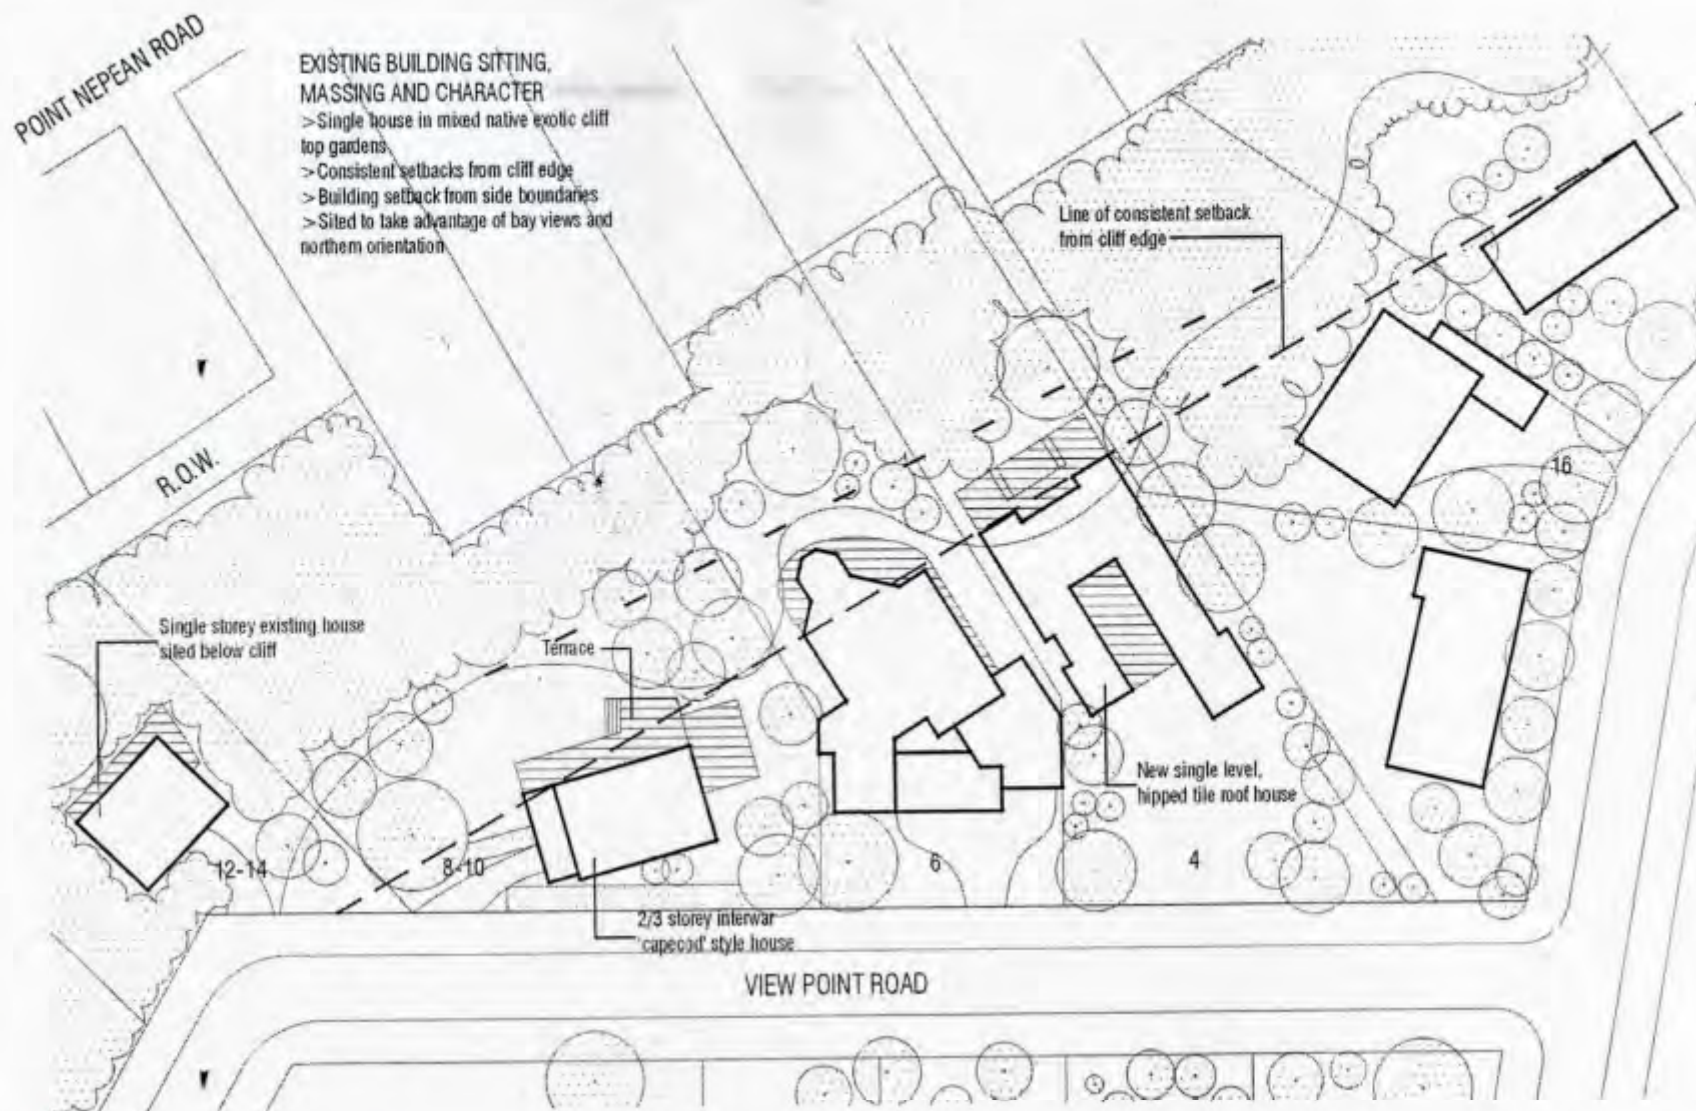 POINT NEPEAN ROAD
EXISTING BUILDING SITTING,
MASSING AND CHARACTER
>Single house in mixed native exotic cliff
top gardens
>Consistent setbacks from cliff edge
>Building setback from side boundaries
>Sited to take advantage of bay views and
northern orientation
Line of consistent setback
from cliff edge
R.O.W.
16
Single storey existing house
sited below cliff
Terrace
New single level,
hipped tile roof house
12-14
8-10
6
4
2/3 storey interwar
'capecod' style house
VIEW POINT ROAD